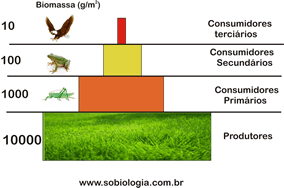 Biomassa (g/m²)
10
Consumidores
terciários
100
Consumidores
Secundários
1000
Consumidores
Primários
10000
Produtores
www.sobiologia.com.br